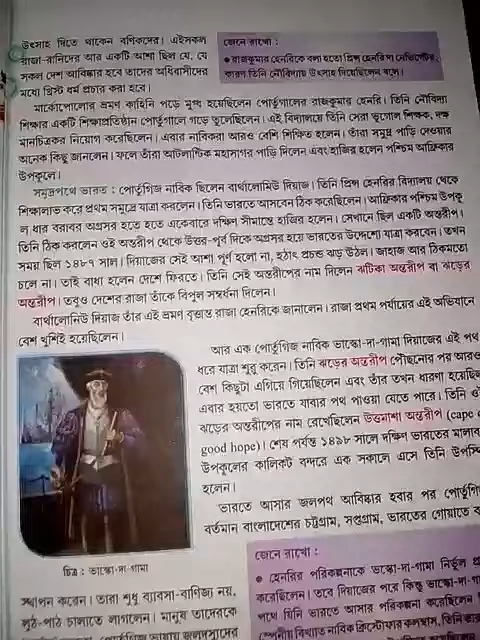 উৎসাহ দিতে থাকেন বণিকদের। এইসকল
রাজা-রানিদের আর একটি আশা ছিল যে, যে
সকল দেশ আবিষ্কার হবে তাদের অধিবাসীদের
মধ্যে খ্রিস্ট ধর্ম প্রচার করা হবে।
জেনে রাখো :
● রাজকুমার হেনরিকে বলা হতো প্রিন্স হেনরি দ্য নেভিগেটর,
কারণ তিনি নৌবিদ্যায় উৎসাহ দিয়েছিলেন বলে।
মার্কোপোলোর ভ্রমণ কাহিনি পড়ে মুগ্ধ হয়েছিলেন পোর্তুগালের রাজকুমার হেনরি। তিনি নৌবিদ্যা
শিক্ষার একটি শিক্ষাপ্রতিষ্ঠান পোর্তুগালে গড়ে তুলেছিলেন। এই বিদ্যালয়ে তিনি সেরা ভূগোল শিক্ষক, দক্ষ
মানচিত্রকর নিয়োগ করেছিলেন। এবার নাবিকরা আরও বেশি শিক্ষিত হলেন। তাঁরা সমুদ্র পাড়ি দেওয়ার
অনেক কিছু জানলেন। ফলে তাঁরা আটলান্টিক মহাসাগর পাড়ি দিলেন এবং হাজির হলেন পশ্চিম আফ্রিকার
উপকূলে।
সমুদ্রপথে ভারত : পোর্তুগিজ নাবিক ছিলেন বার্থালোমিউ দিয়াজ। তিনি প্রিন্স হেনরির বিদ্যালয় থেকে
শিক্ষালাভ করে প্রথম সমুদ্রে যাত্রা করলেন। তিনি ভারতে আসবেন ঠিক করেছিলেন। আফ্রিকার পশ্চিম উপকূ
ল ধার বরাবর অগ্রসর হতে হতে একেবারে দক্ষিণ সীমান্তে হাজির হলেন। সেখানে ছিল একটি অন্তরীপ।
তিনি ঠিক করলেন ওই অন্তরীপ থেকে উত্তর-পূর্ব দিকে অগ্রসর হয়ে ভারতের উদ্দেশ্যে যাত্রা করবেন। তখন
সময় ছিল ১৪৮৭ সাল। দিয়াজের সেই আশা পূর্ণ হলো না, হঠাৎ প্রচন্ড ঝড় উঠল। জাহাজ আর ঠিকমতো
চলে না। তাই বাধ্য হলেন দেশে ফিরতে। তিনি সেই অন্তরীপের নাম দিলেন ঝটিকা অন্তরীপ বা ঝড়ের
অন্তরীপ। তবুও দেশের রাজা তাঁকে বিপুল সম্বর্ধনা দিলেন।
বার্থালোনিউ দিয়াজ তাঁর এই ভ্রমণ বৃত্তান্ত রাজা হেনরিকে জানালেন। রাজা প্রথম পর্যায়ের এই অভিযানে
বেশ খুশিই হয়েছিলেন।
আর এক পোর্তুগিজ নাবিক ভাস্কো-দা-গামা দিয়াজের এই পথ
ধরে যাত্রা শুরু করেন। তিনি ঝড়ের অন্তরীপ পৌঁছানোর পর আরও
বেশ কিছুটা এগিয়ে গিয়েছিলেন এবং তাঁর তখন ধারণা হয়েছিল
এবার হয়তো ভারতে যাবার পথ পাওয়া যেতে পারে। তিনি ও
ঝড়ের অন্তরীপের নাম রেখেছিলেন উত্তমাশা অন্তরীপ (cape
good hope)। শেষ পর্যন্ত ১৪৯৮ সালে দক্ষিণ ভারতের মালাব
উপকূলের কালিকট বন্দরে এক সকালে এসে তিনি উপস্থি
হলেন।
ভারতে আসার জলপথ আবিষ্কার হবার পর পোর্তুগি
বর্তমান বাংলাদেশের চট্টগ্রাম, সপ্তগ্রাম, ভারতের গোয়াতে
চিত্র : ভাস্কো-দা-গামা
স্থাপন করেন। তারা শুধু ব্যাবসা-বাণিজ্য নয়,
লুঠ-পাঠ চালাতে লাগলেন। মানুষ তাদেরকে
জেনে রাখো :
● হেনরির পরিকল্পনাকে ভাস্কো-দা-গামা নির্ভুল
করেছিলেন। তবে দিয়াজের পরে কিন্তু ভাস্কো-দা-গা
পথে যিনি ভারতে আসার পরিকল্পনা করেছিলেন
স্পেনীয় বিখ্যাত নাবিক ক্রিস্টোফার কলম্বাস, তিনি